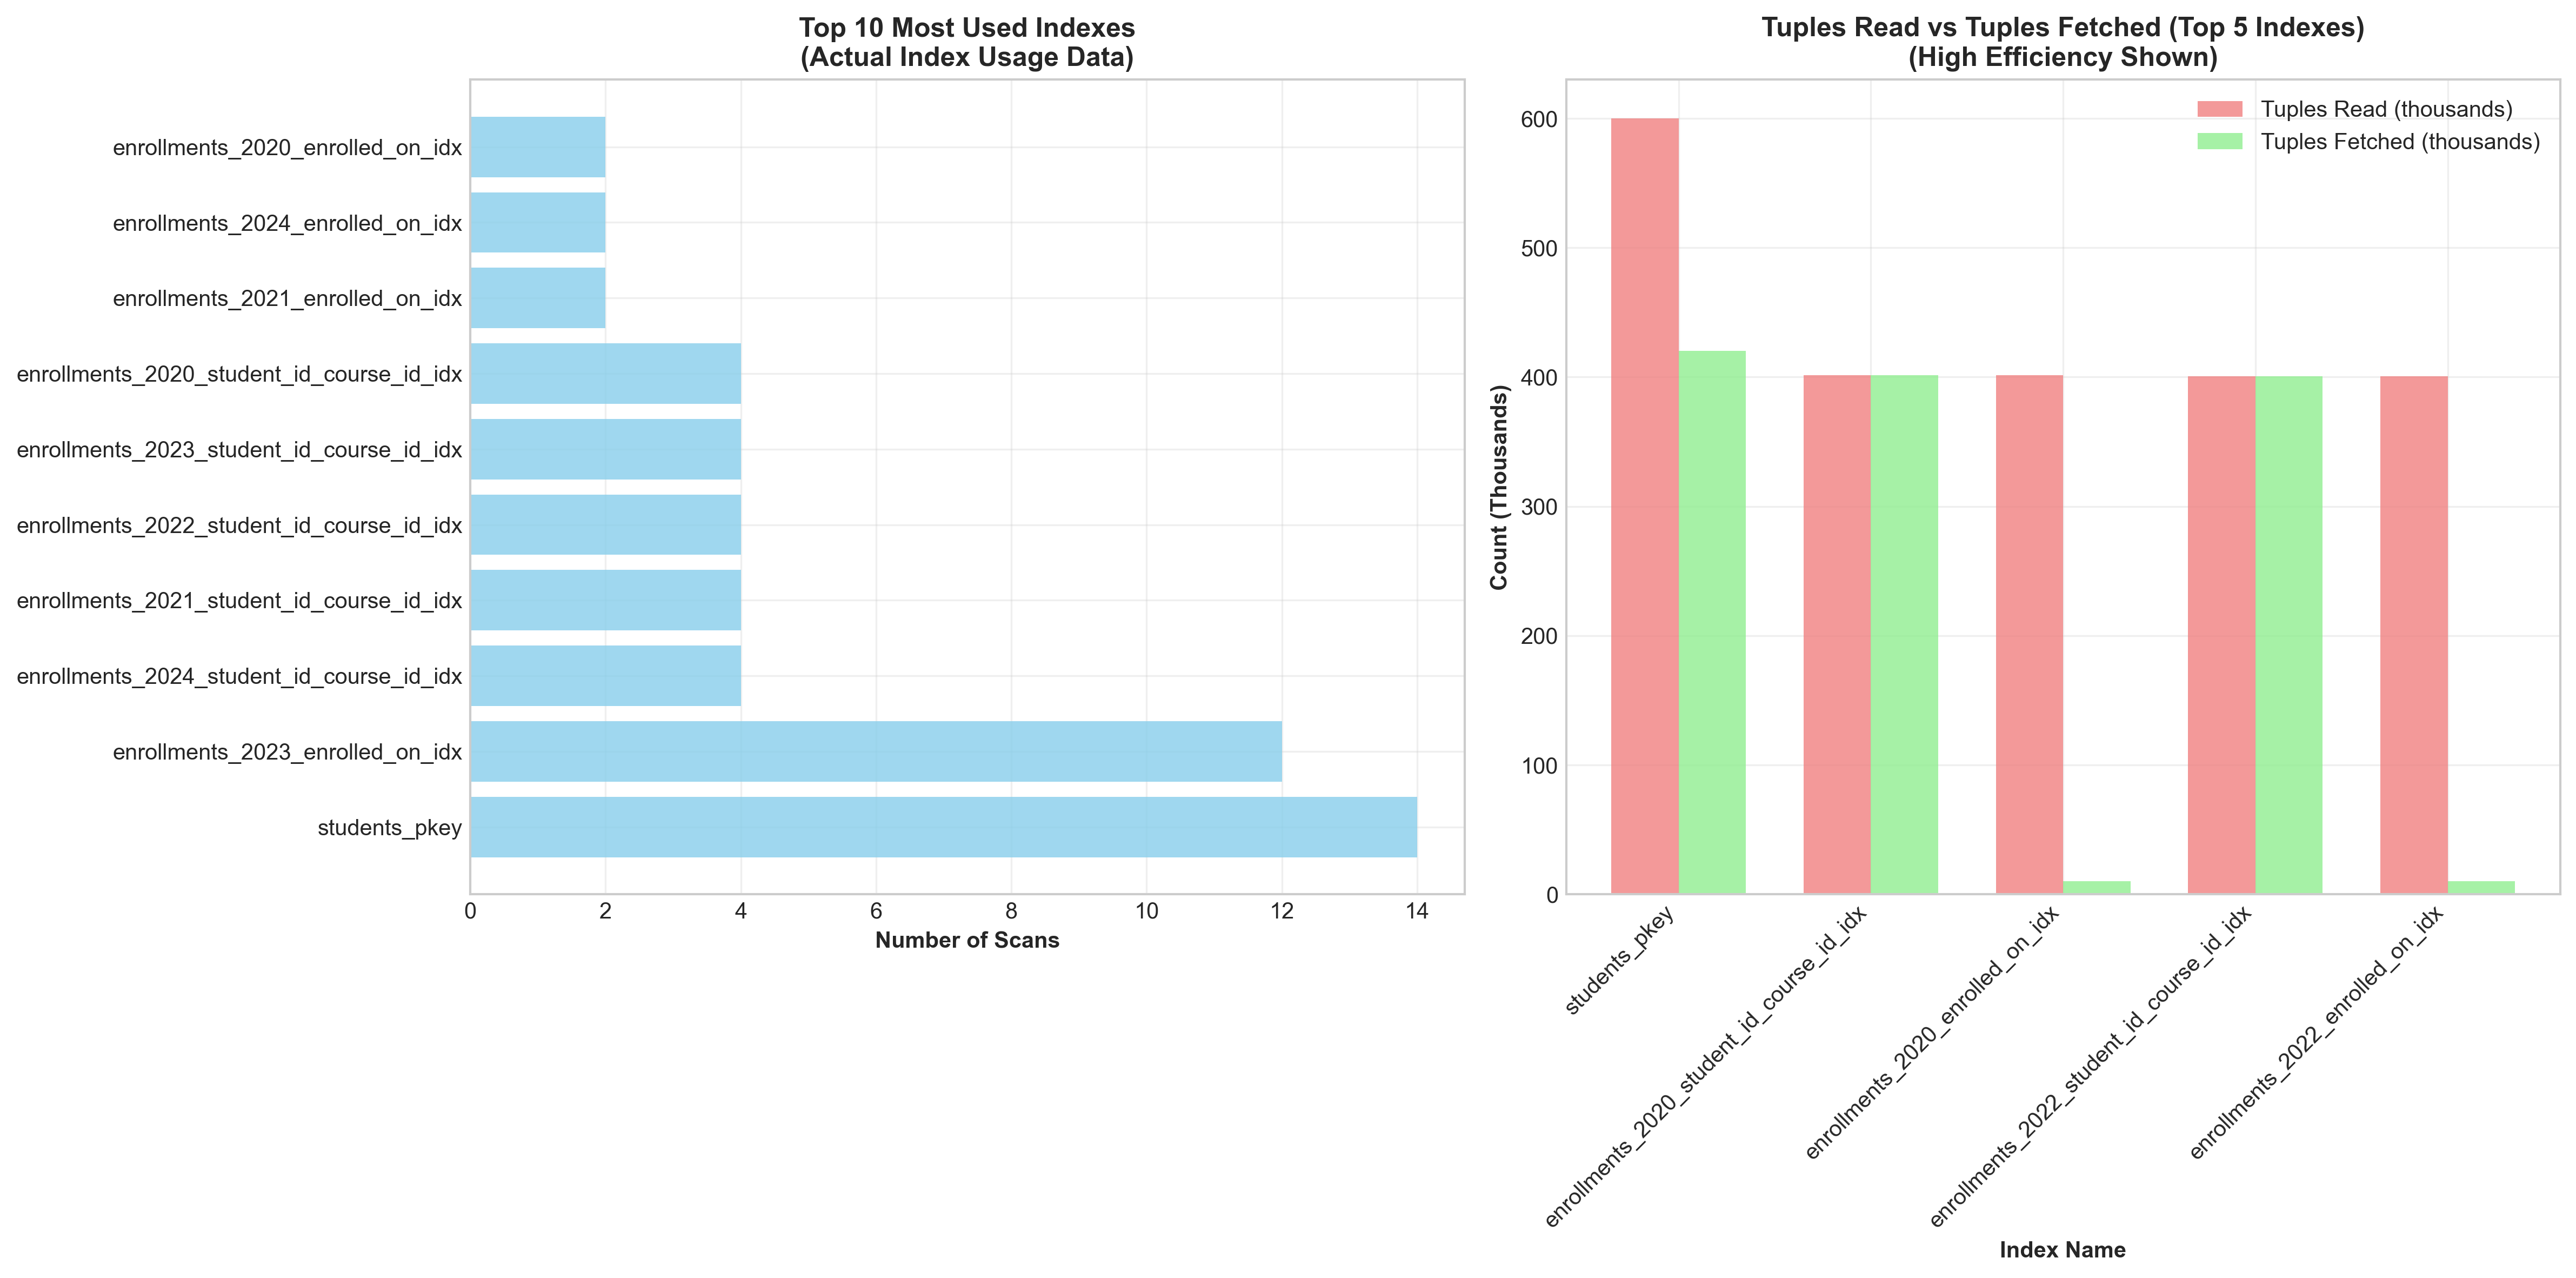 Top 10 Most Used Indexes
(Actual Index Usage Data)
enrollments_2020_enrolled_on_idx
enrollments_2024_enrolled_on_idx
enrollments_2021_enrolled_on_idx
enrollments_2020_student_id_course_id_idx
enrollments_2023_student_id_course_id_idx
enrollments_2022_student_id_course_id_idx
enrollments_2021_student_id_course_id_idx
enrollments_2024_student_id_course_id_idx
enrollments_2023_enrolled_on_idx
students_pkey
0 2 4 6 8 10 12 14
Number of Scans
Tuples Read vs Tuples Fetched (Top 5 Indexes)
(High Efficiency Shown)
Tuples Read (thousands)
Tuples Fetched (thousands)
600
500
400
300
200
100
0
Count (Thousands)
students_pkey
enrollments_2020_student_id_course_id_idx
enrollments_2020_enrolled_on_idx
enrollments_2022_student_id_course_id_idx
enrollments_2022_enrolled_on_idx
Index Name